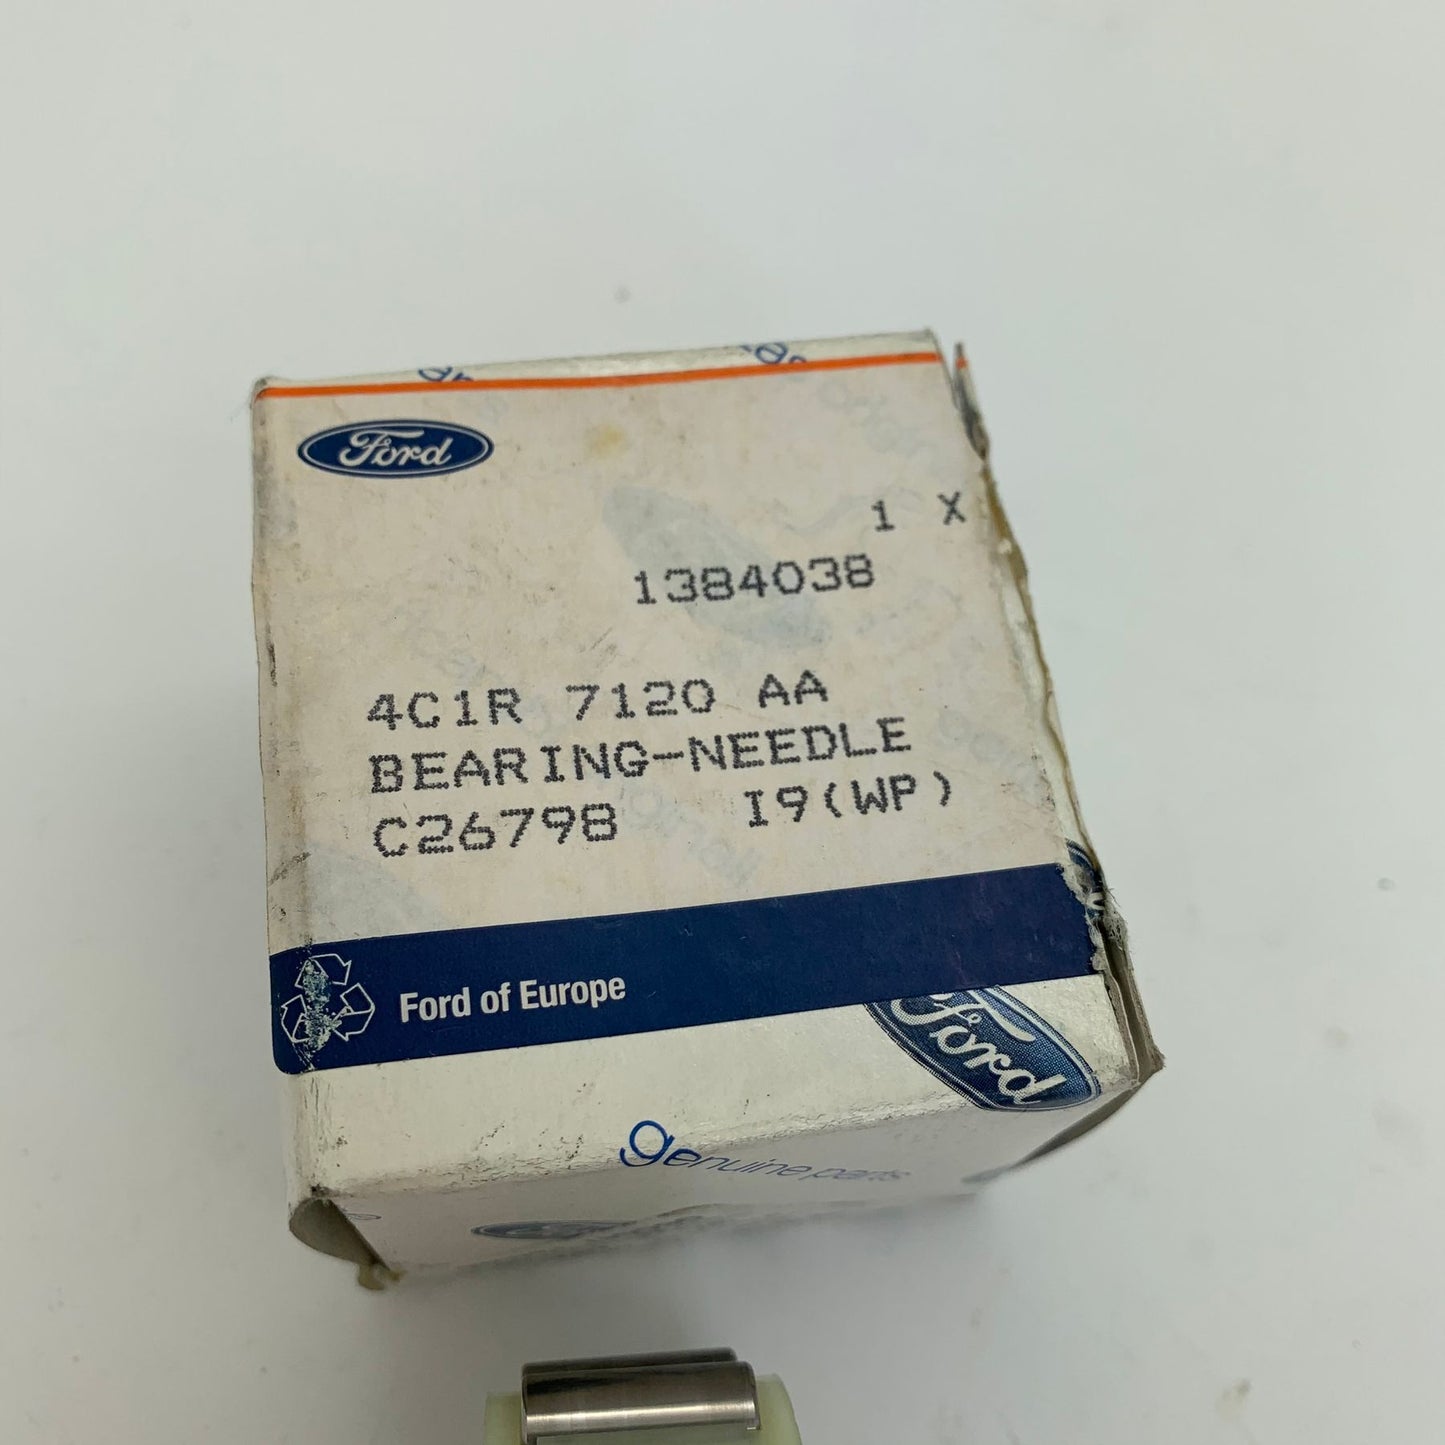 Ford
1 X
1384038
4C1R 7120 AA
BEARING-NEEDLE
C26798 I9(WP)
Ford of Europe
Ford
genuine parts